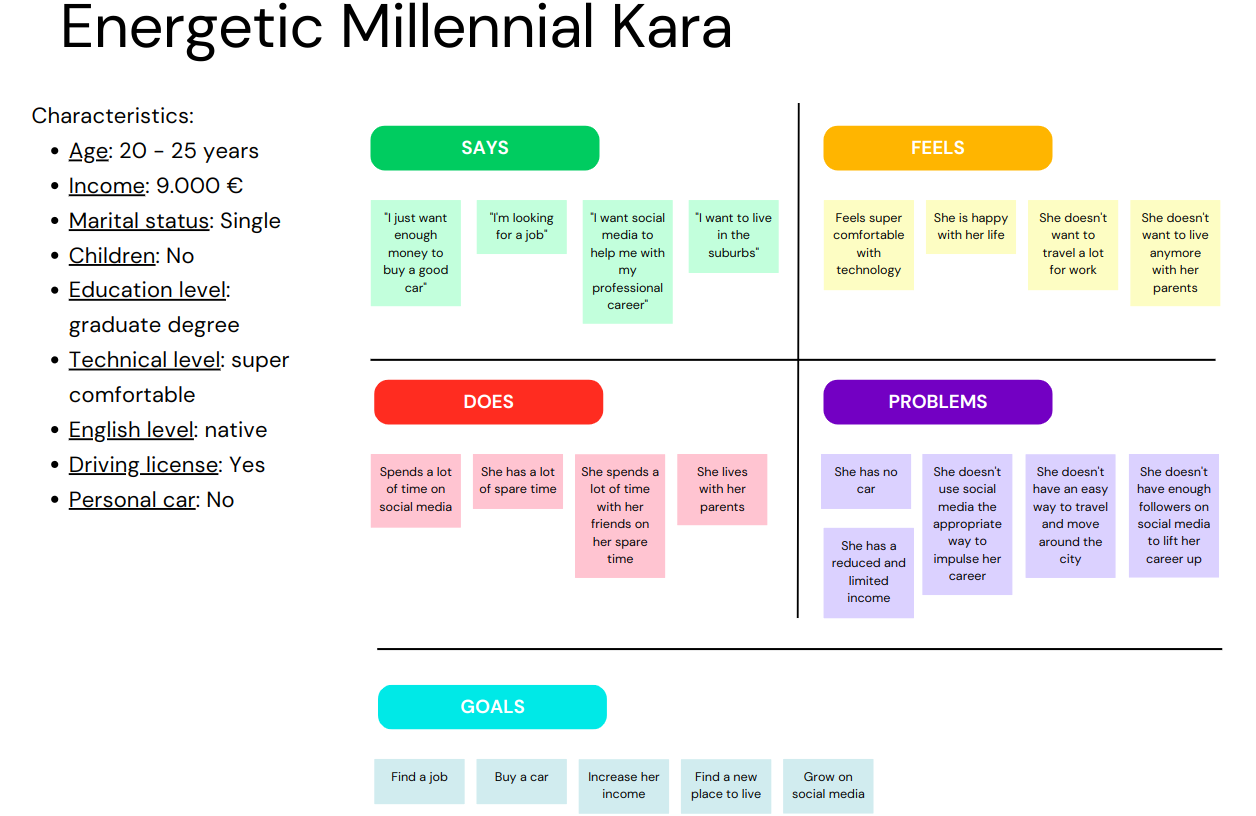 Energetic Millennial Kara
Characteristics:
• Age: 20 - 25 years
• Income: 9.000 €
• Marital status: Single
• Children: No
• Education level:
graduate degree
• Technical level: super
comfortable
• English level: native
• Driving license: Yes
• Personal car: No
SAYS
"I just want
enough
money to
buy a good
car"
"I'm looking
for a job"
"I want social
media to
help me with
my
professional
career"
"I want to live
in the
suburbs"
FEELS
Feels super
comfortable
with
technology
She is happy
with her life
She doesn't
want to
travel a lot
for work
She doesn't
want to live
anymore
with her
parents
DOES
Spends a lot
of time on
social media
She has a lot
of spare time
She spends a
lot of time
with her
friends on
her spare
time
She lives
with her
parents
PROBLEMS
She has no
car
She has a
reduced and
limited
income
She doesn't
use social
media the
appropriate
way to
impulse her
career
She doesn't
have an easy
way to travel
and move
around the
city
She doesn't
have enough
followers on
social media
to lift her
career up
GOALS
Find a job
Buy a car
Increase her
income
Find a new
place to live
Grow on
social media